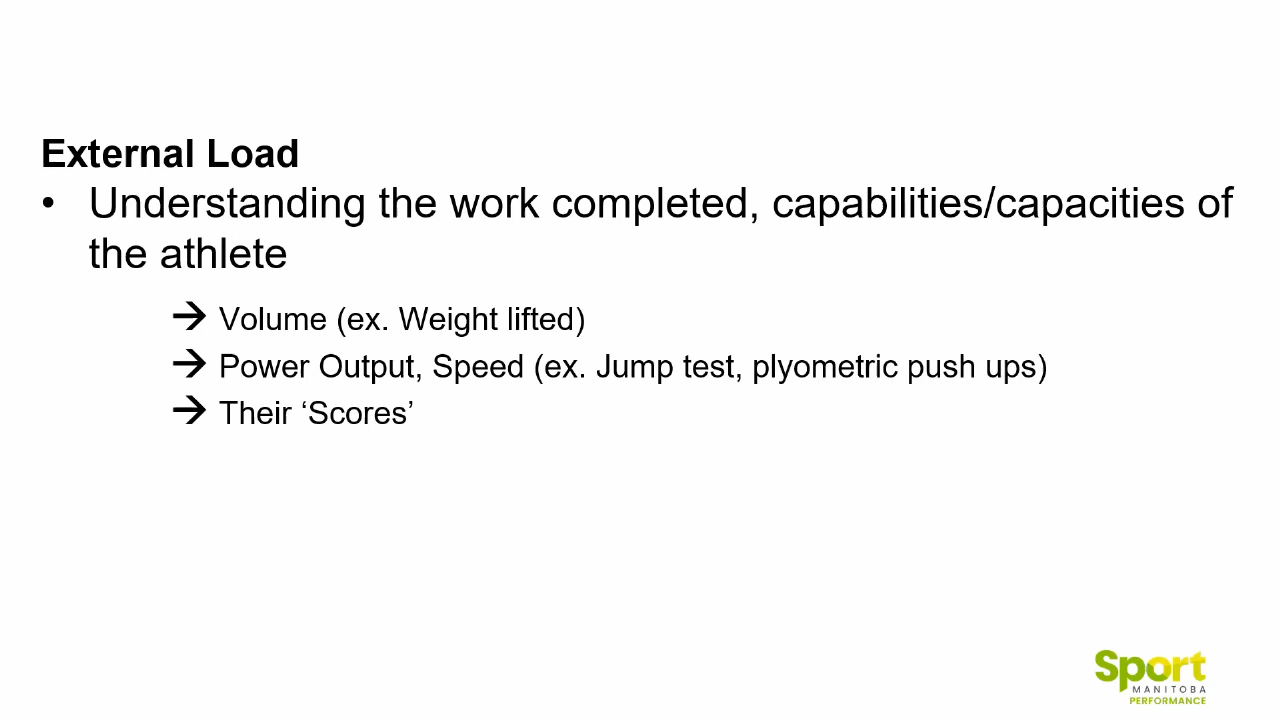 External Load
• Understanding the work completed, capabilities/capacities of
the athlete
→ Volume (ex. Weight lifted)
→ Power Output, Speed (ex. Jump test, plyometric push ups)
→ Their ‘Scores’
Sport
MANITOBA
PERFORMANCE